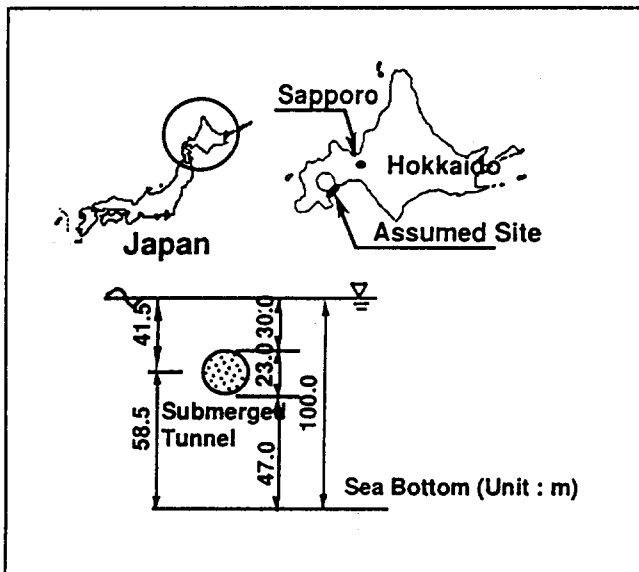 Sapporo
Hokkaido
Japan
Assumed Site
41.5
30.0
23.0
100.0
58.5
Submerged
Tunnel
47.0
Sea Bottom (Unit : m)